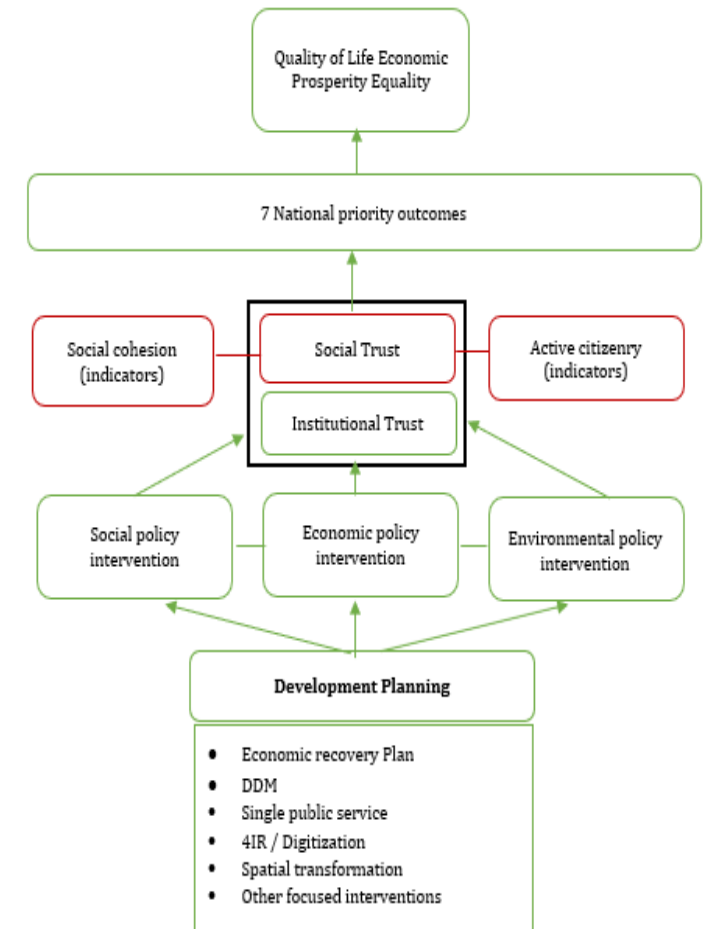 Quality of Life Economic
Prosperity Equality
7 National priority outcomes
Social cohesion
(indicators)
Social Trust
Active citizenry
(indicators)
Institutional Trust
Social policy
intervention
Economic policy
intervention
Environmental policy
intervention
Development Planning
• Economic recovery Plan
• DDM
• Single public service
• 4IR / Digitization
• Spatial transformation
• Other focused interventions